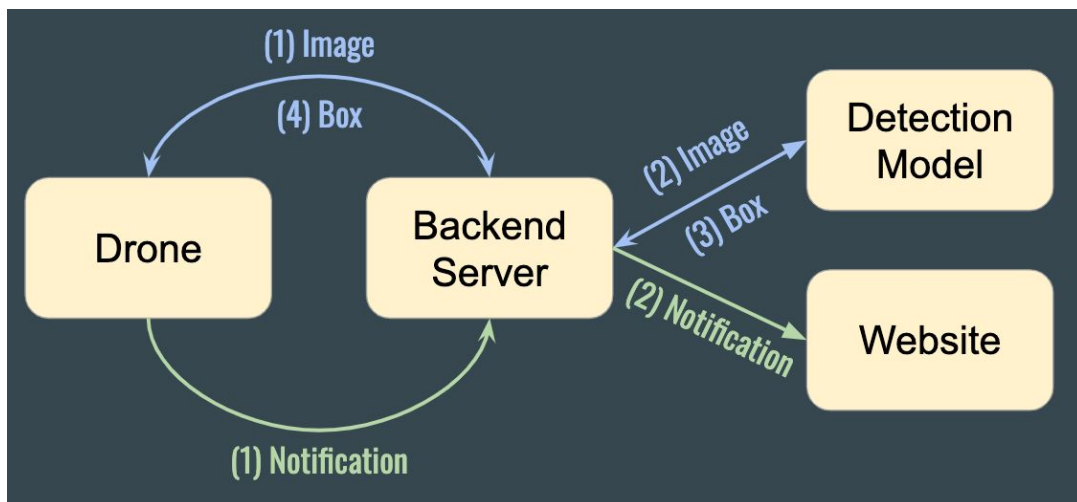 (1) Image
(4) Box
Drone
Backend
Server
(2) Image
(3) Box
Detection
Model
(2) Notification
Website
(1) Notification